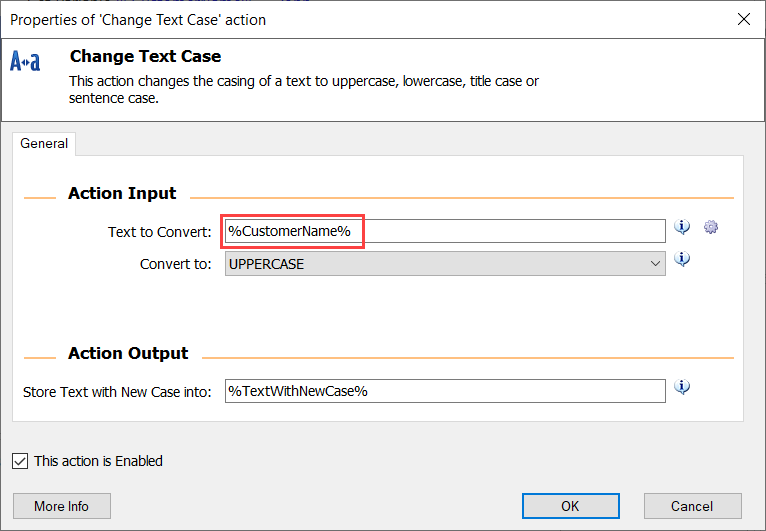 Properties of 'Change Text Case' action
A↔a
Change Text Case
This action changes the casing of a text to uppercase, lowercase, title case or
sentence case.
General
Action Input
Text to Convert: %CustomerName%
Convert to: UPPERCASE
Action Output
Store Text with New Case into: %TextWithNewCase%
This action is Enabled
More Info OK Cancel